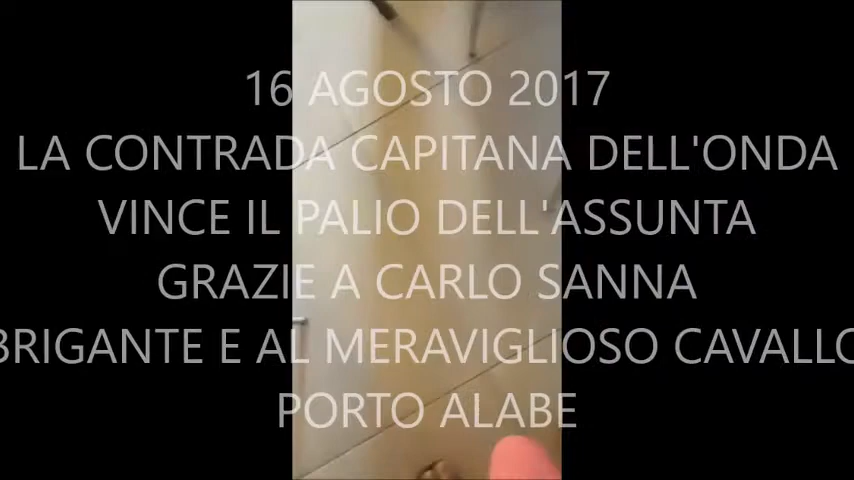 16 AGOSTO 2017
LA CONTRADA CAPITANA DELL'ONDA
VINCE IL PALIO DELL'ASSUNTA
GRAZIE A CARLO SANNA
BRIGANTE E AL MERAVIGLIOSO CAVALLO
PORTO ALABE